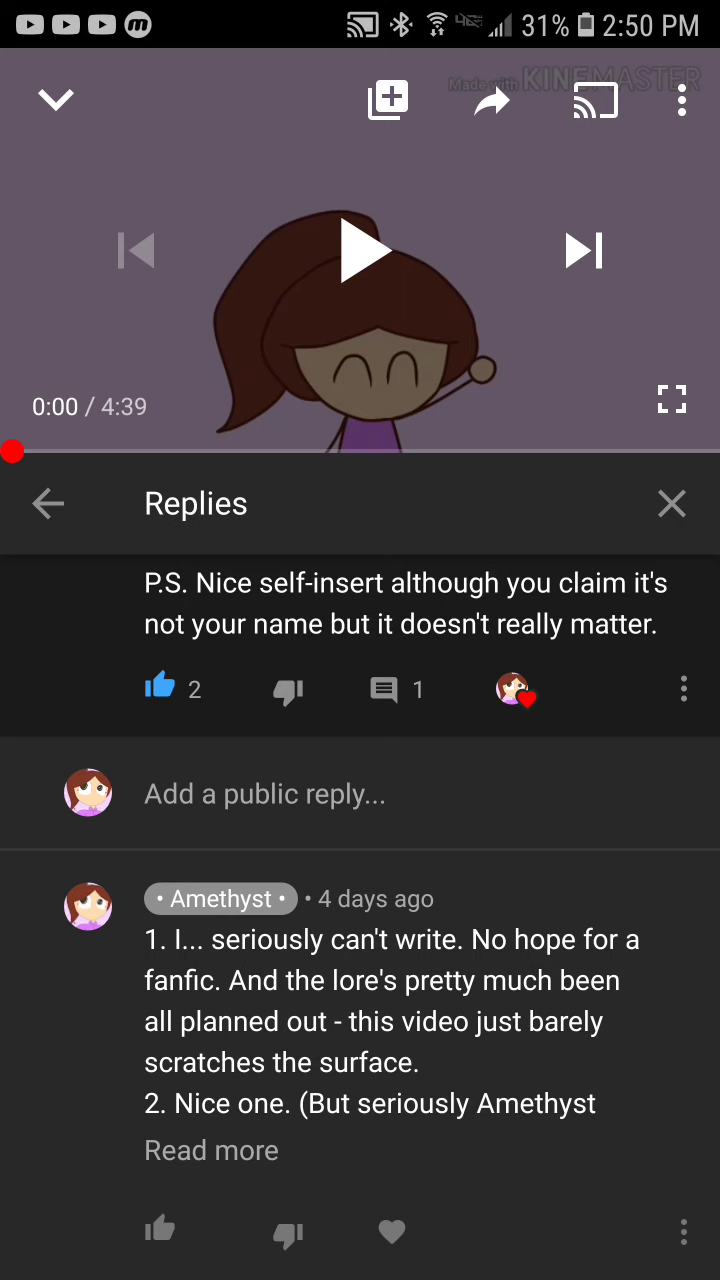 31% 2:50 PM
Made with KINEMASTER
0:00 / 4:39
Replies
P.S. Nice self-insert although you claim it's
not your name but it doesn't really matter.
2 1
Add a public reply...
• Amethyst • • 4 days ago
1. I... seriously can't write. No hope for a
fanfic. And the lore's pretty much been
all planned out - this video just barely
scratches the surface.
2. Nice one. (But seriously Amethyst
Read more